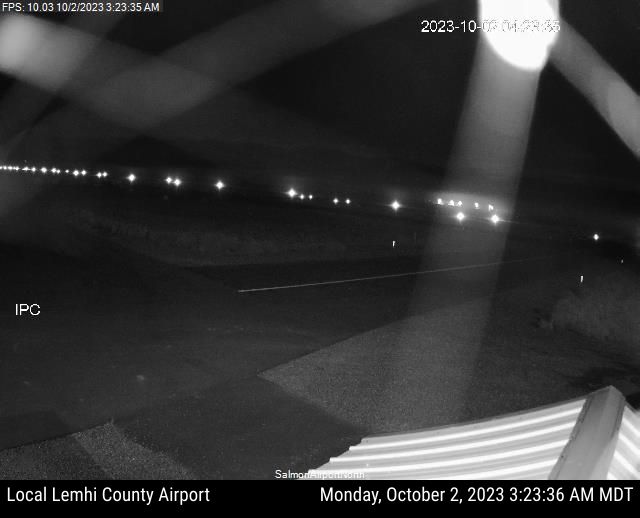 FPS: 10.03 10/2/2023 3:23:35 AM
IPC
Local Lemhi County Airport
Monday, October 2, 2023 3:23:36 AM MDT